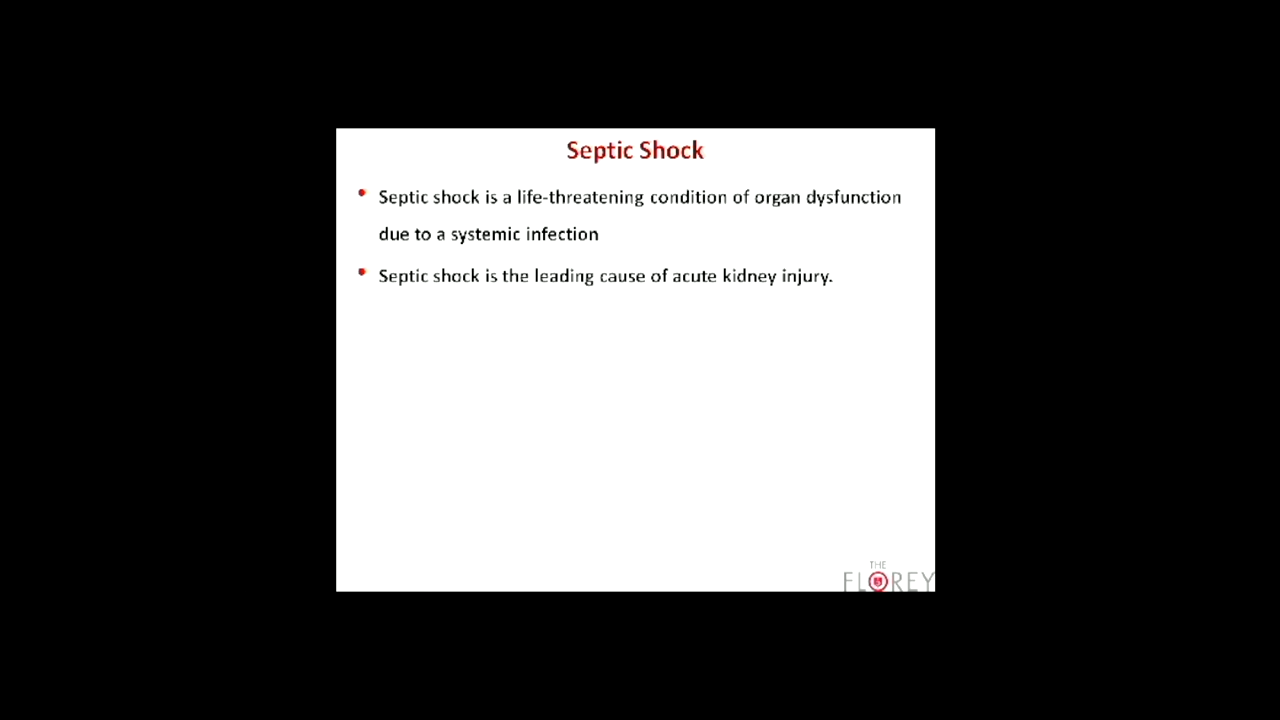 Septic Shock
• Septic shock is a life-threatening condition of organ dysfunction
due to a systemic infection
• Septic shock is the leading cause of acute kidney injury.
THE
FLOREY